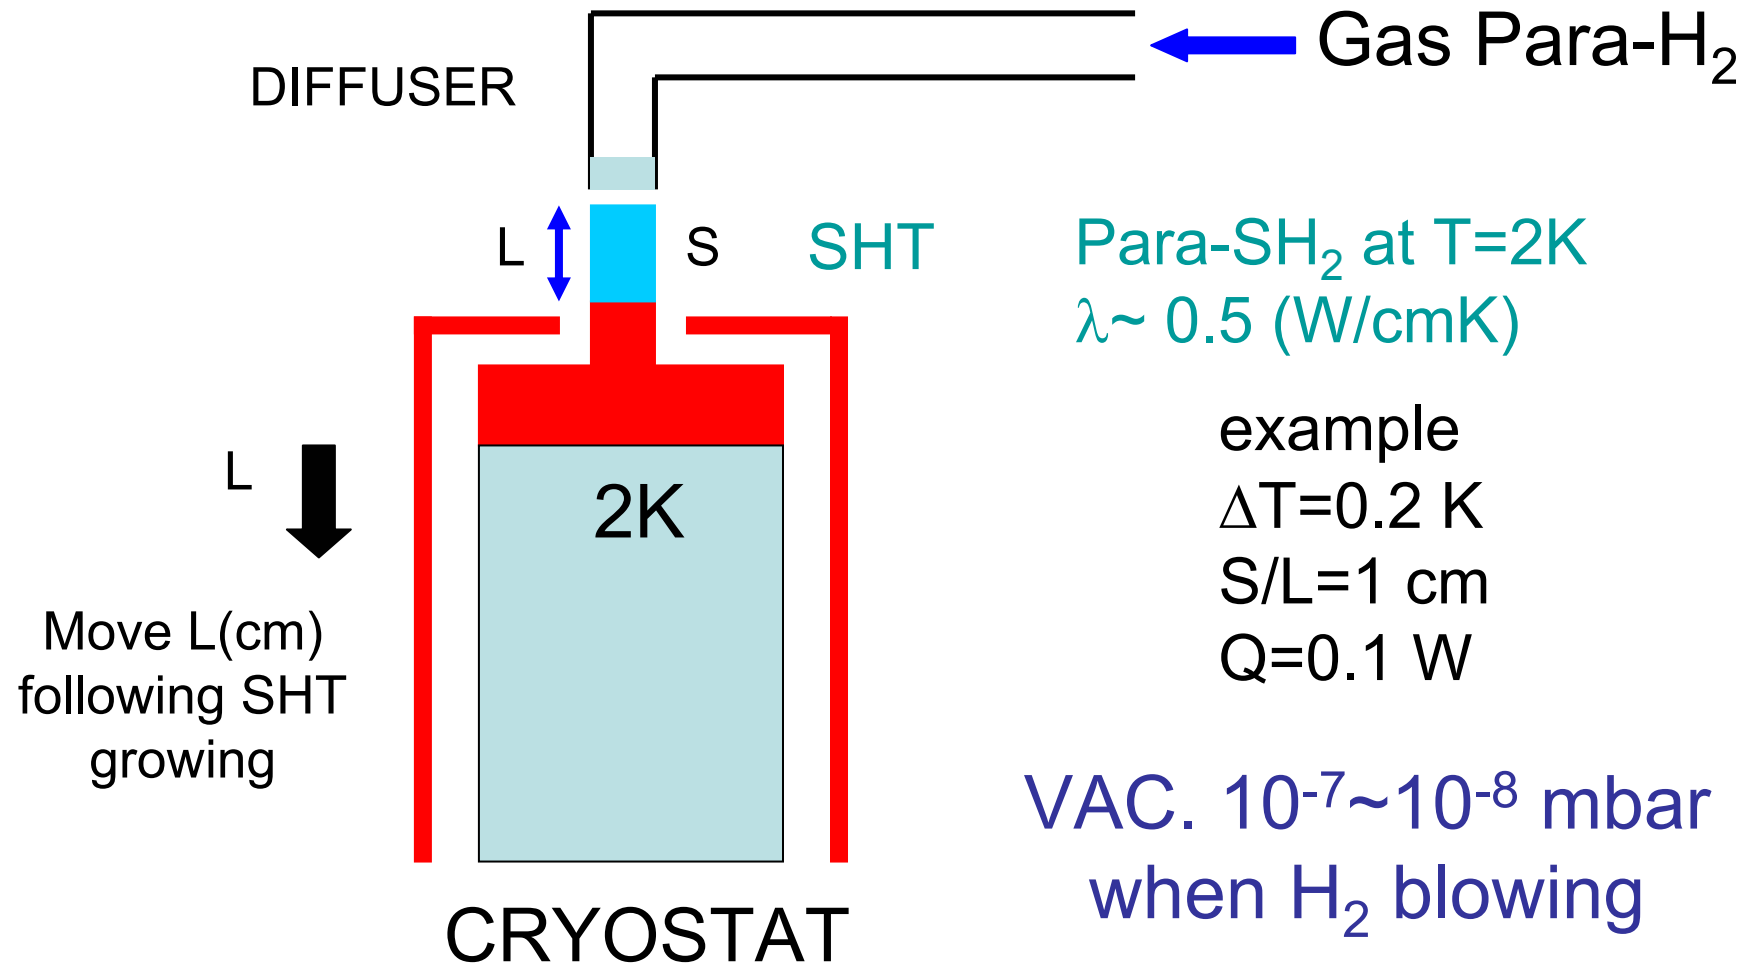 Gas Para-H₂
DIFFUSER
L
S
SHT
Para-SH₂ at T=2K
λ~ 0.5 (W/cmK)
example
ΔT=0.2 K
S/L=1 cm
Q=0.1 W
L
2K
Move L(cm)
following SHT
growing
VAC. 10⁻⁷~10⁻⁸ mbar
when H₂ blowing
CRYOSTAT